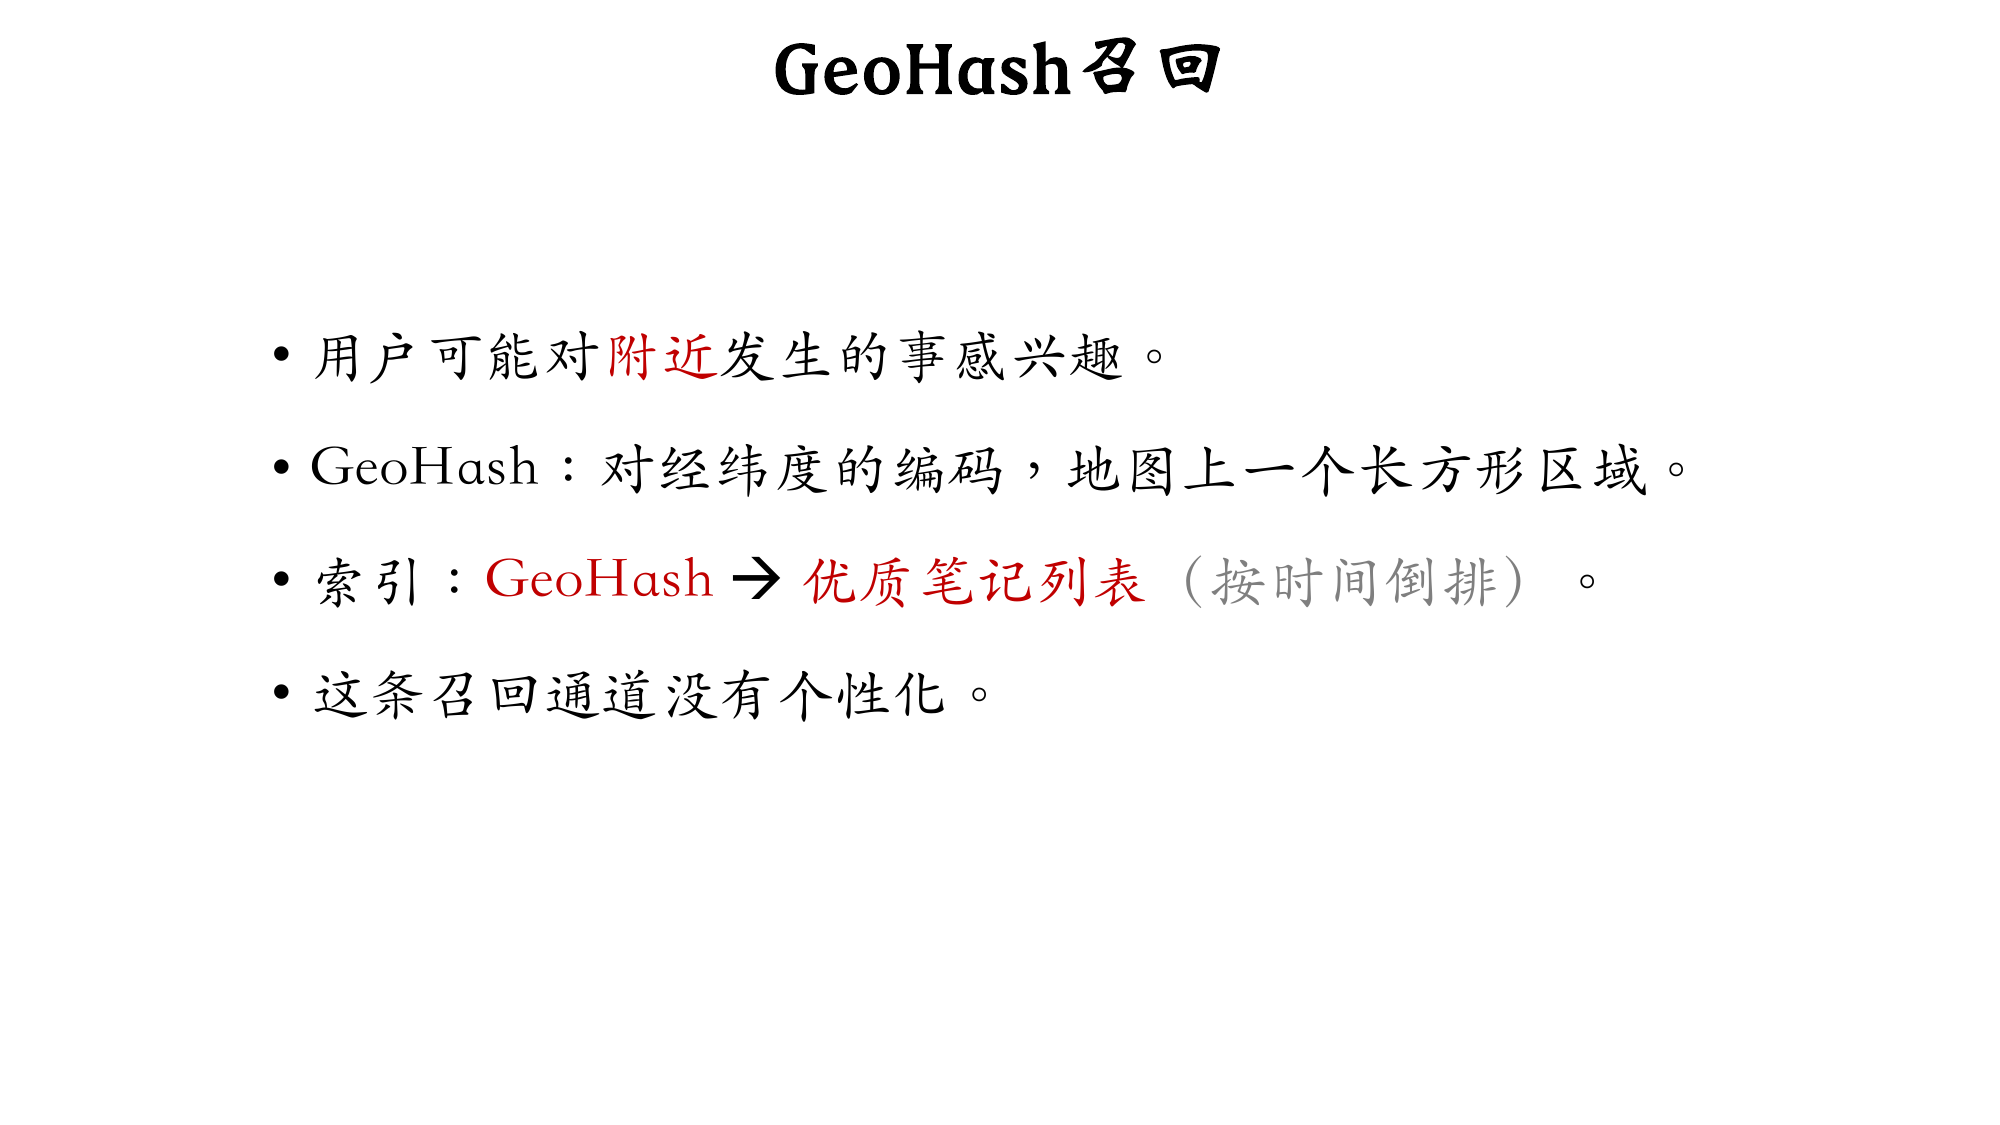 GeoHash召回
• 用户可能对附近发生的事感兴趣。
• GeoHash：对经纬度的编码，地图上一个长方形区域。
• 索引：GeoHash → 优质笔记列表（按时间倒排）。
• 这条召回通道没有个性化。